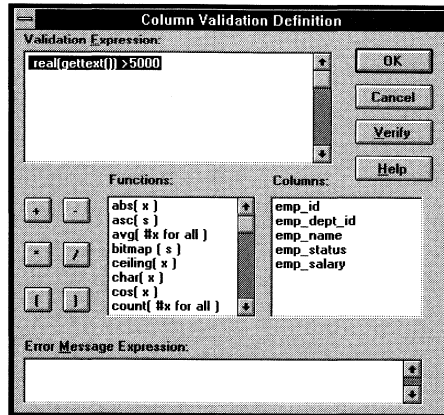 Column Validation Definition
Validation Expression:
real(gettext()) >5000
OK
Cancel
Verify
Help
Functions:
Columns:
+ -
* /
( )
abs( x )
asc( s )
avg( #x for all )
bitmap ( s )
ceiling( x )
char( x )
cos( x )
count( #x for all )
emp_id
emp_dept_id
emp_name
emp_status
emp_salary
Error Message Expression: